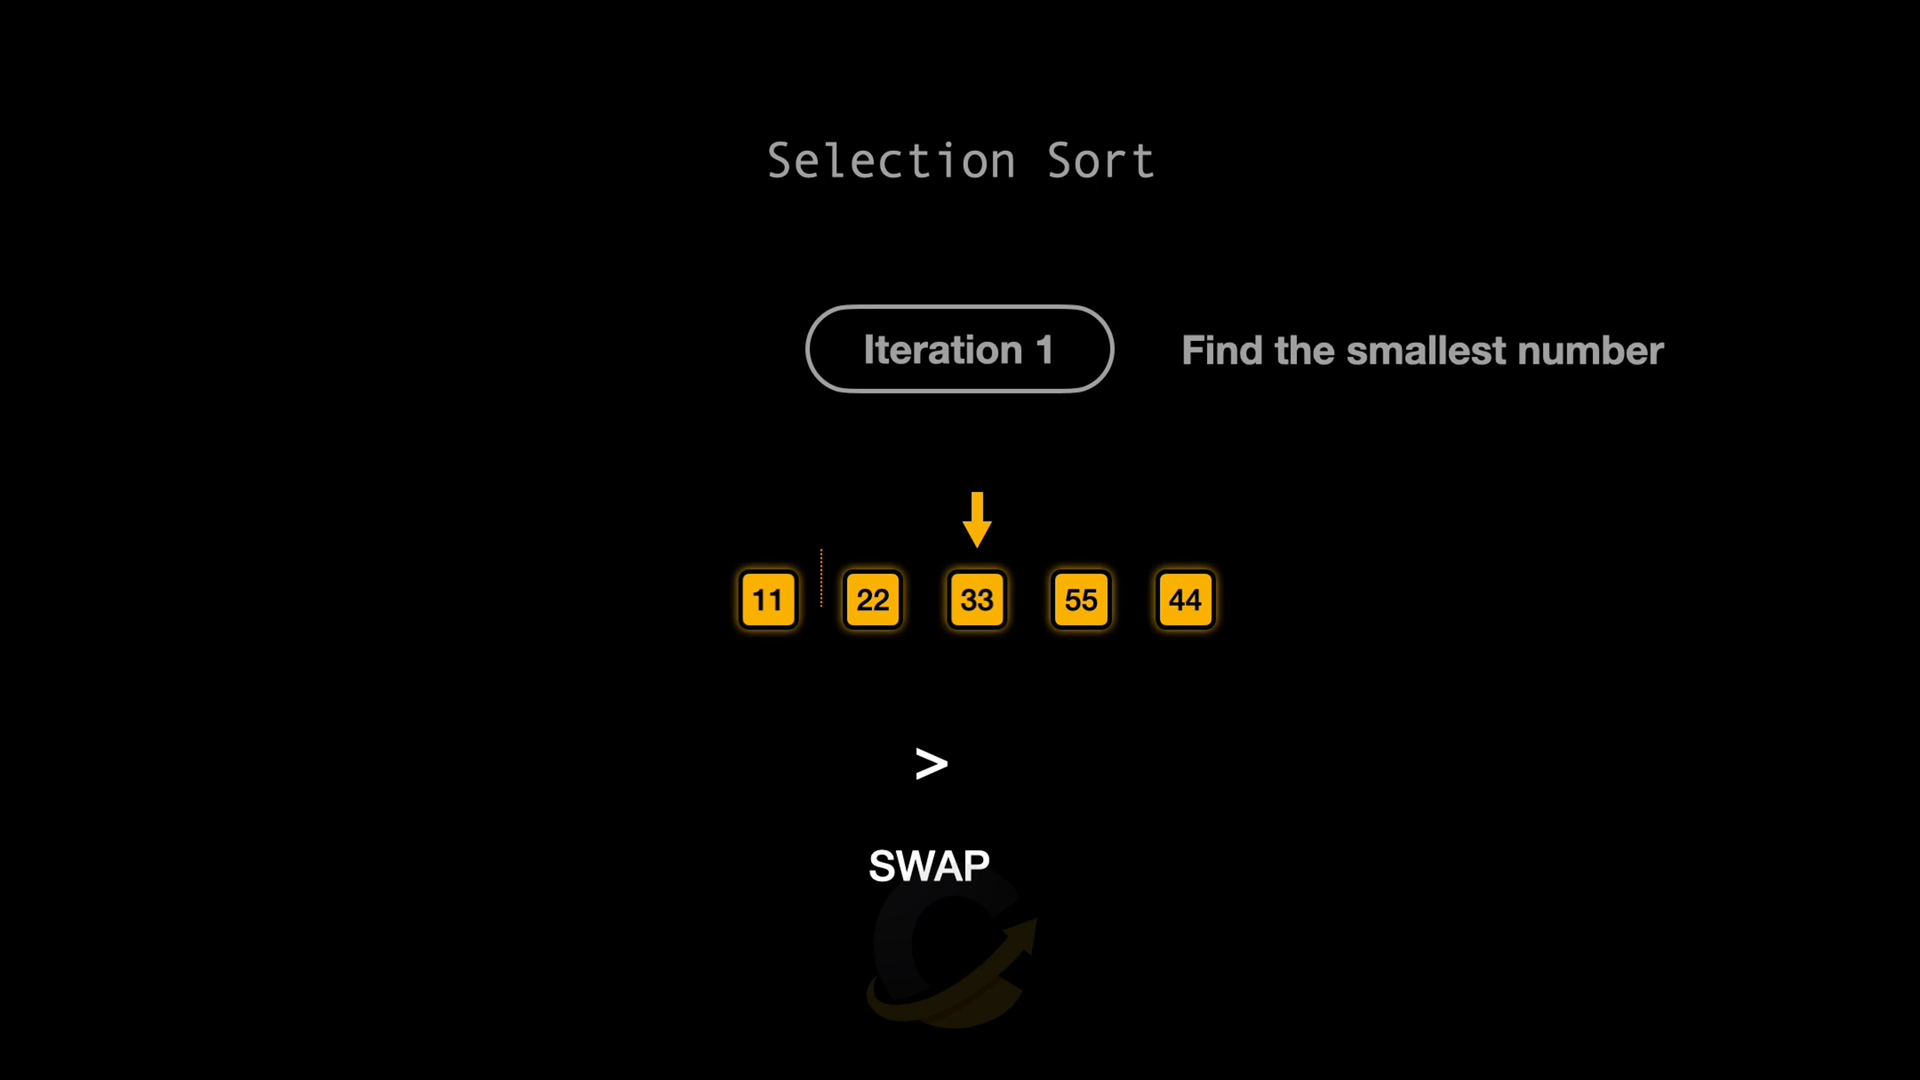 Selection Sort
Iteration 1
Find the smallest number
11 22 33 55 44
>
SWAP